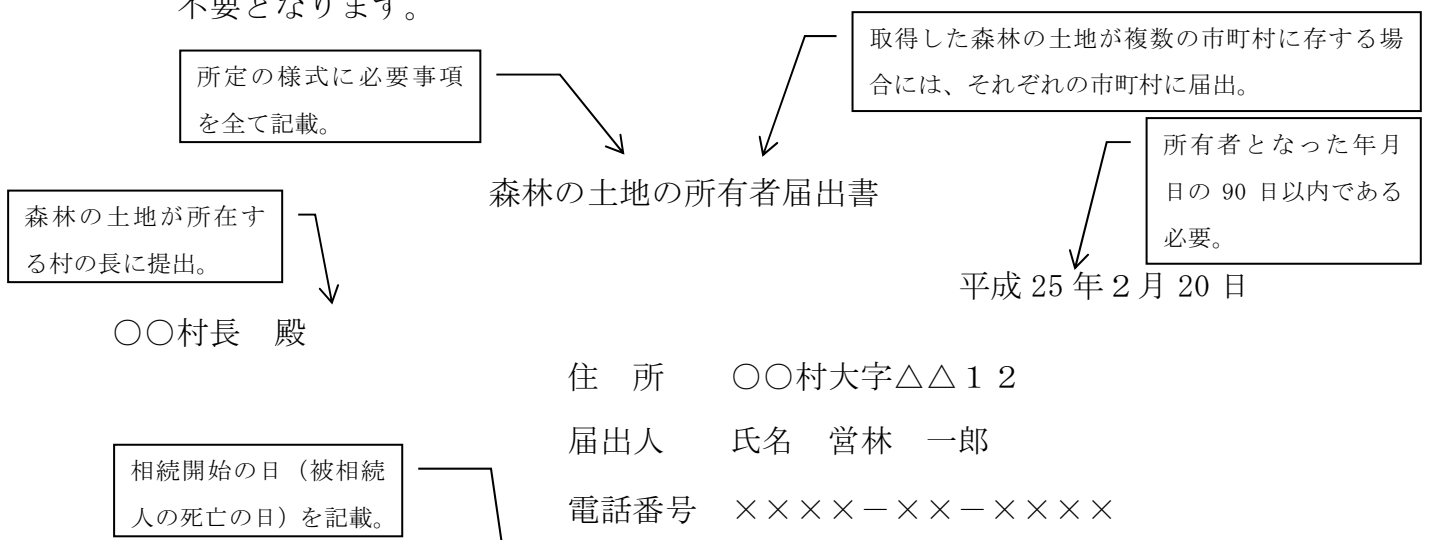 不要となります。
取得した森林の土地が複数の市町村に存する場
合には、それぞれの市町村に届出。
所定の様式に必要事項
を全て記載。
所有者となった年月
日の 90 日以内である
必要。
森林の土地の所有者届出書
森林の土地が所在す
る村の長に提出。
平成 25 年２月 20 日
○○村長　殿
住　所　　○○村大字△△１２
届出人　　氏名　営林　一郎
相続開始の日（被相続
人の死亡の日）を記載。
電話番号　××××－××－××××